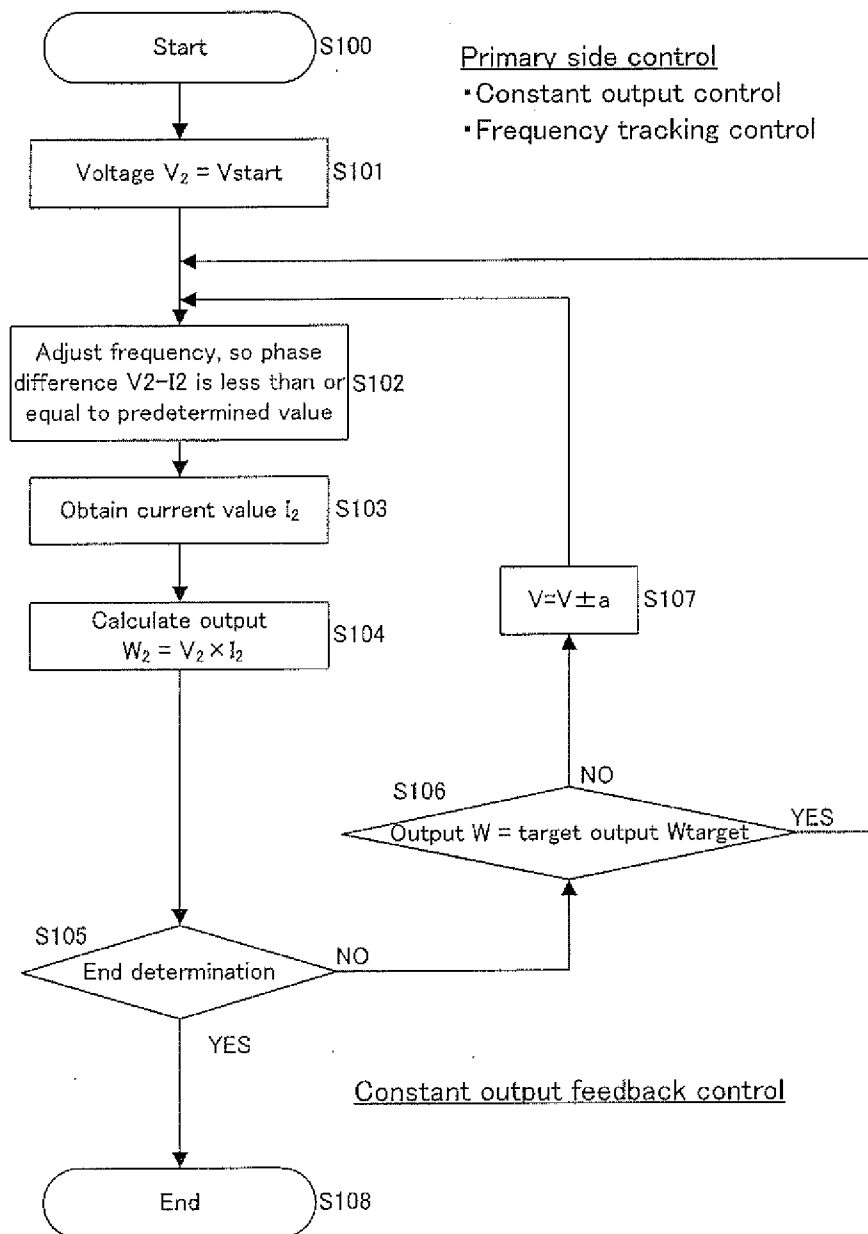 Start
S100
Primary side control
・Constant output control
・Frequency tracking control
Voltage V₂ = Vstart
S101
Adjust frequency, so phase
difference V2-I2 is less than or
equal to predetermined value
S102
Obtain current value I₂
S103
Calculate output
W₂ = V₂ × I₂
S104
V=V±a
S107
S106
NO
Output W = target output Wtarget
YES
S105
End determination
NO
YES
Constant output feedback control
End
S108